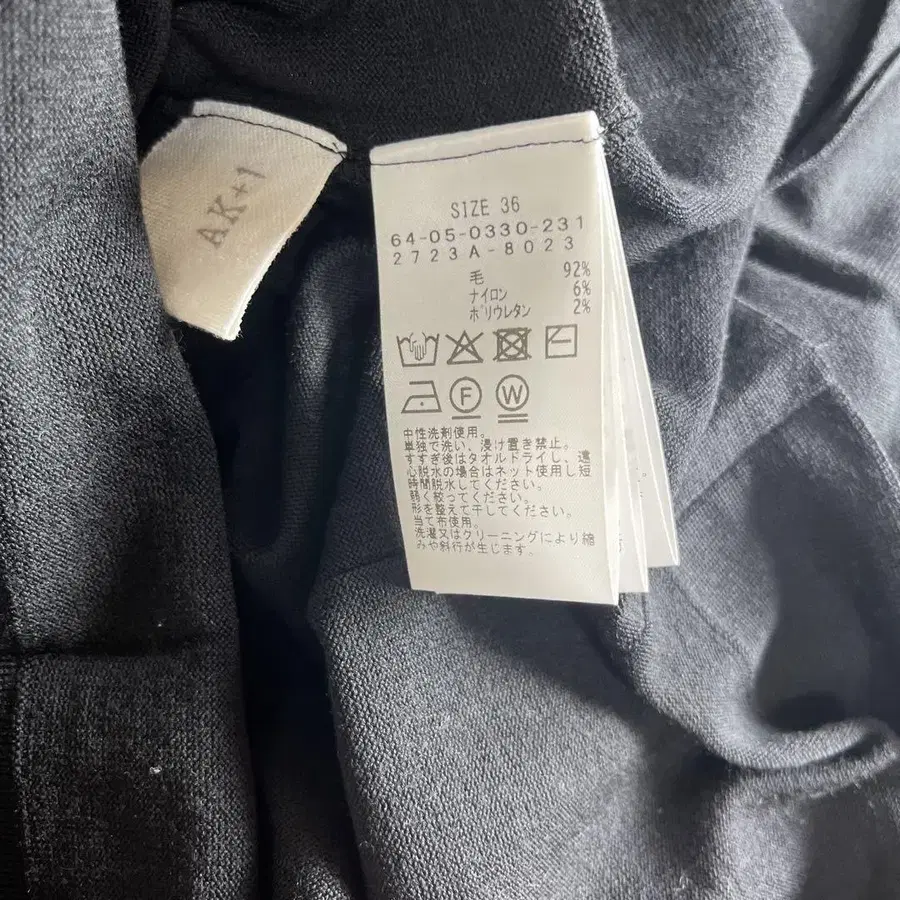 AK+1
SIZE 36
64-05-0330-231
2723A-8023
毛 92%
ナイロン 6%
ポリウレタン 2%
F W
中性洗剤使用。
単独で洗い、浸け置き禁止。
すすぎ後はタオルドライし、遠
心脱水の場合はネット使用し短
時間脱水してください。
弱く絞ってください。
形を整えて干してください。
当て布使用。
洗濯又はクリーニングにより縮
みや斜行が生じます。